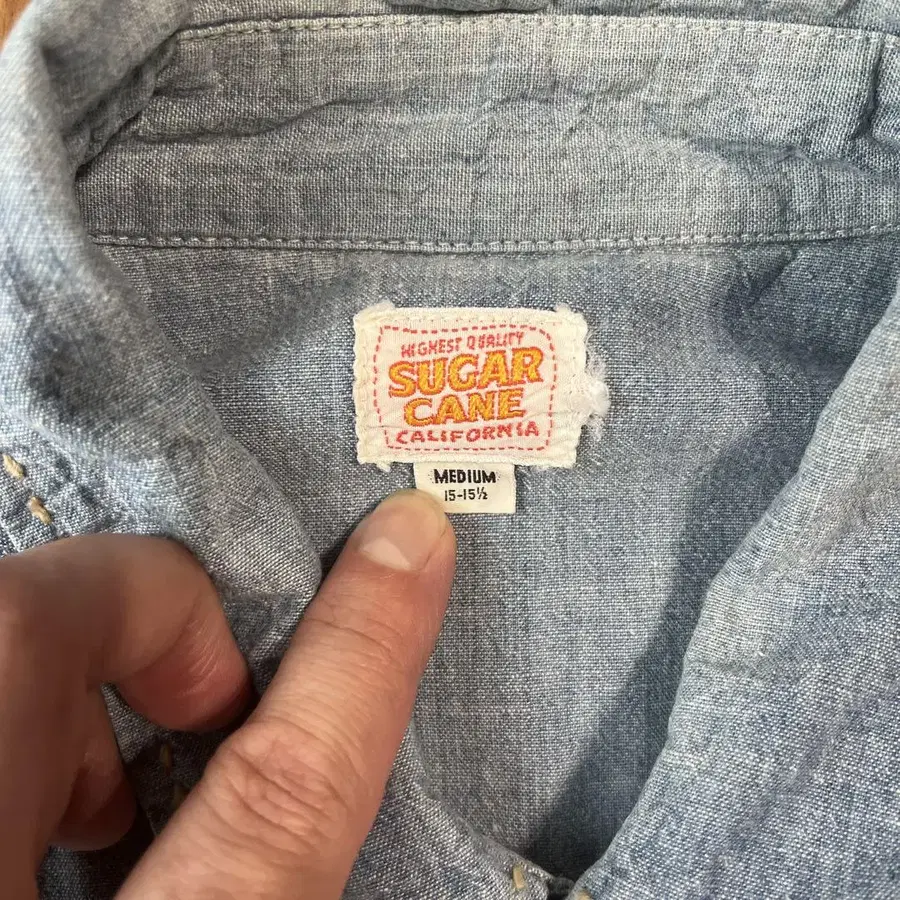 HIGHEST QUALITY
SUGAR
CANE
CALIFORNIA
MEDIUM
15-15½